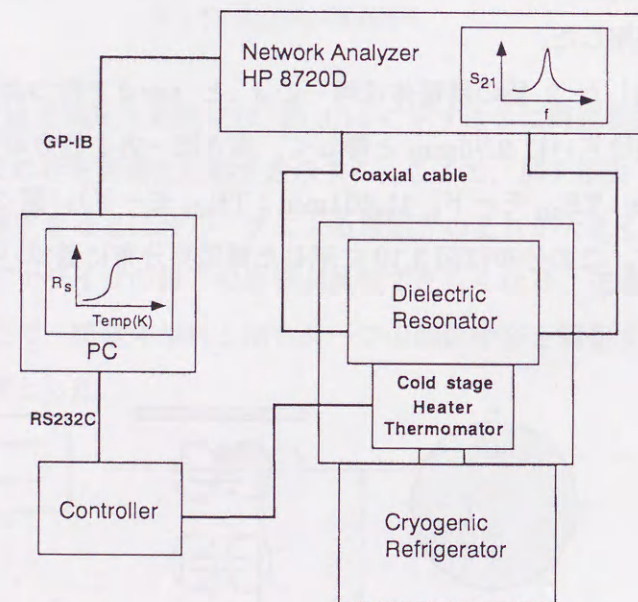 Network Analyzer
HP 8720D
S21
f
GP-IB
Coaxial cable
Rs
Temp(K)
PC
Dielectric
Resonator
Cold stage
Heater
Thermomator
RS232C
Controller
Cryogenic
Refrigerator